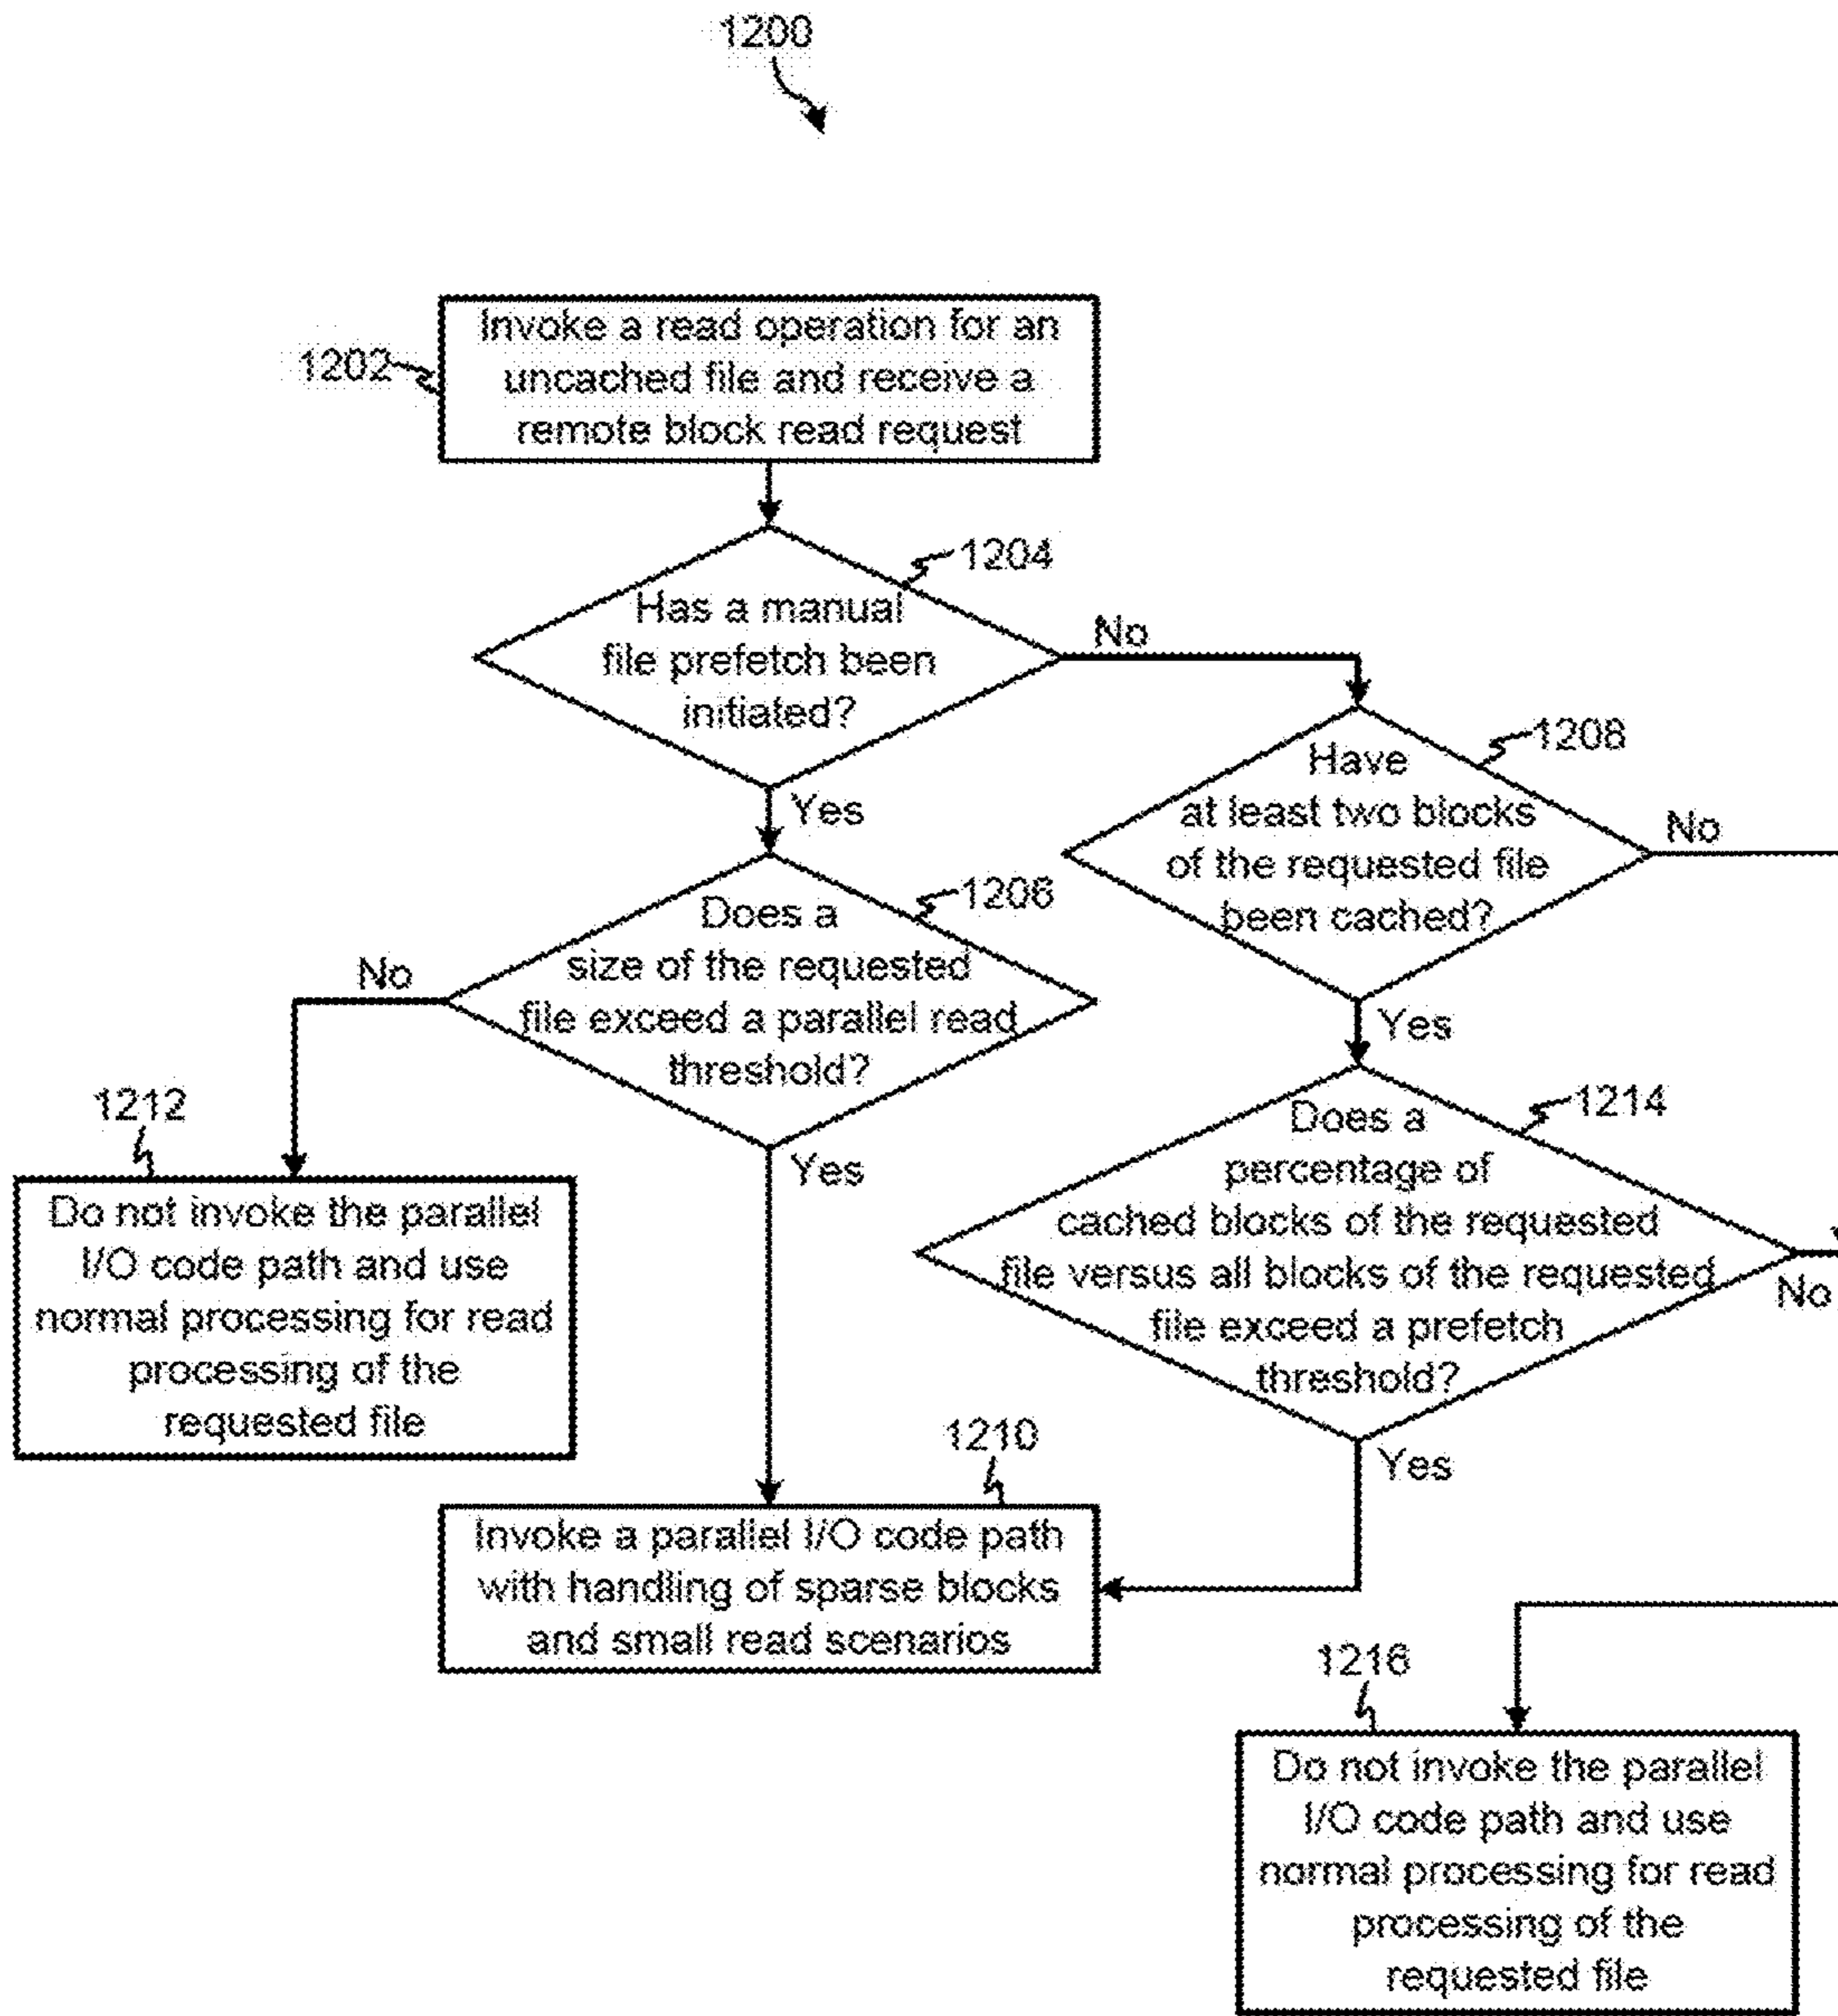 1200
1202
Invoke a read operation for an
uncached file and receive a
remote block read request
1204
Has a manual
file prefetch been
initiated?
No
Yes
1208
Have
at least two blocks
of the requested file
been cached?
No
Yes
1206
Does a
size of the requested
file exceed a parallel read
threshold?
No
Yes
1212
Do not invoke the parallel
I/O code path and use
normal processing for read
processing of the
requested file
1214
Does a
percentage of
cached blocks of the requested
file versus all blocks of the requested
file exceed a prefetch
threshold?
No
Yes
1210
Invoke a parallel I/O code path
with handling of sparse blocks
and small read scenarios
1216
Do not invoke the parallel
I/O code path and use
normal processing for read
processing of the
requested file